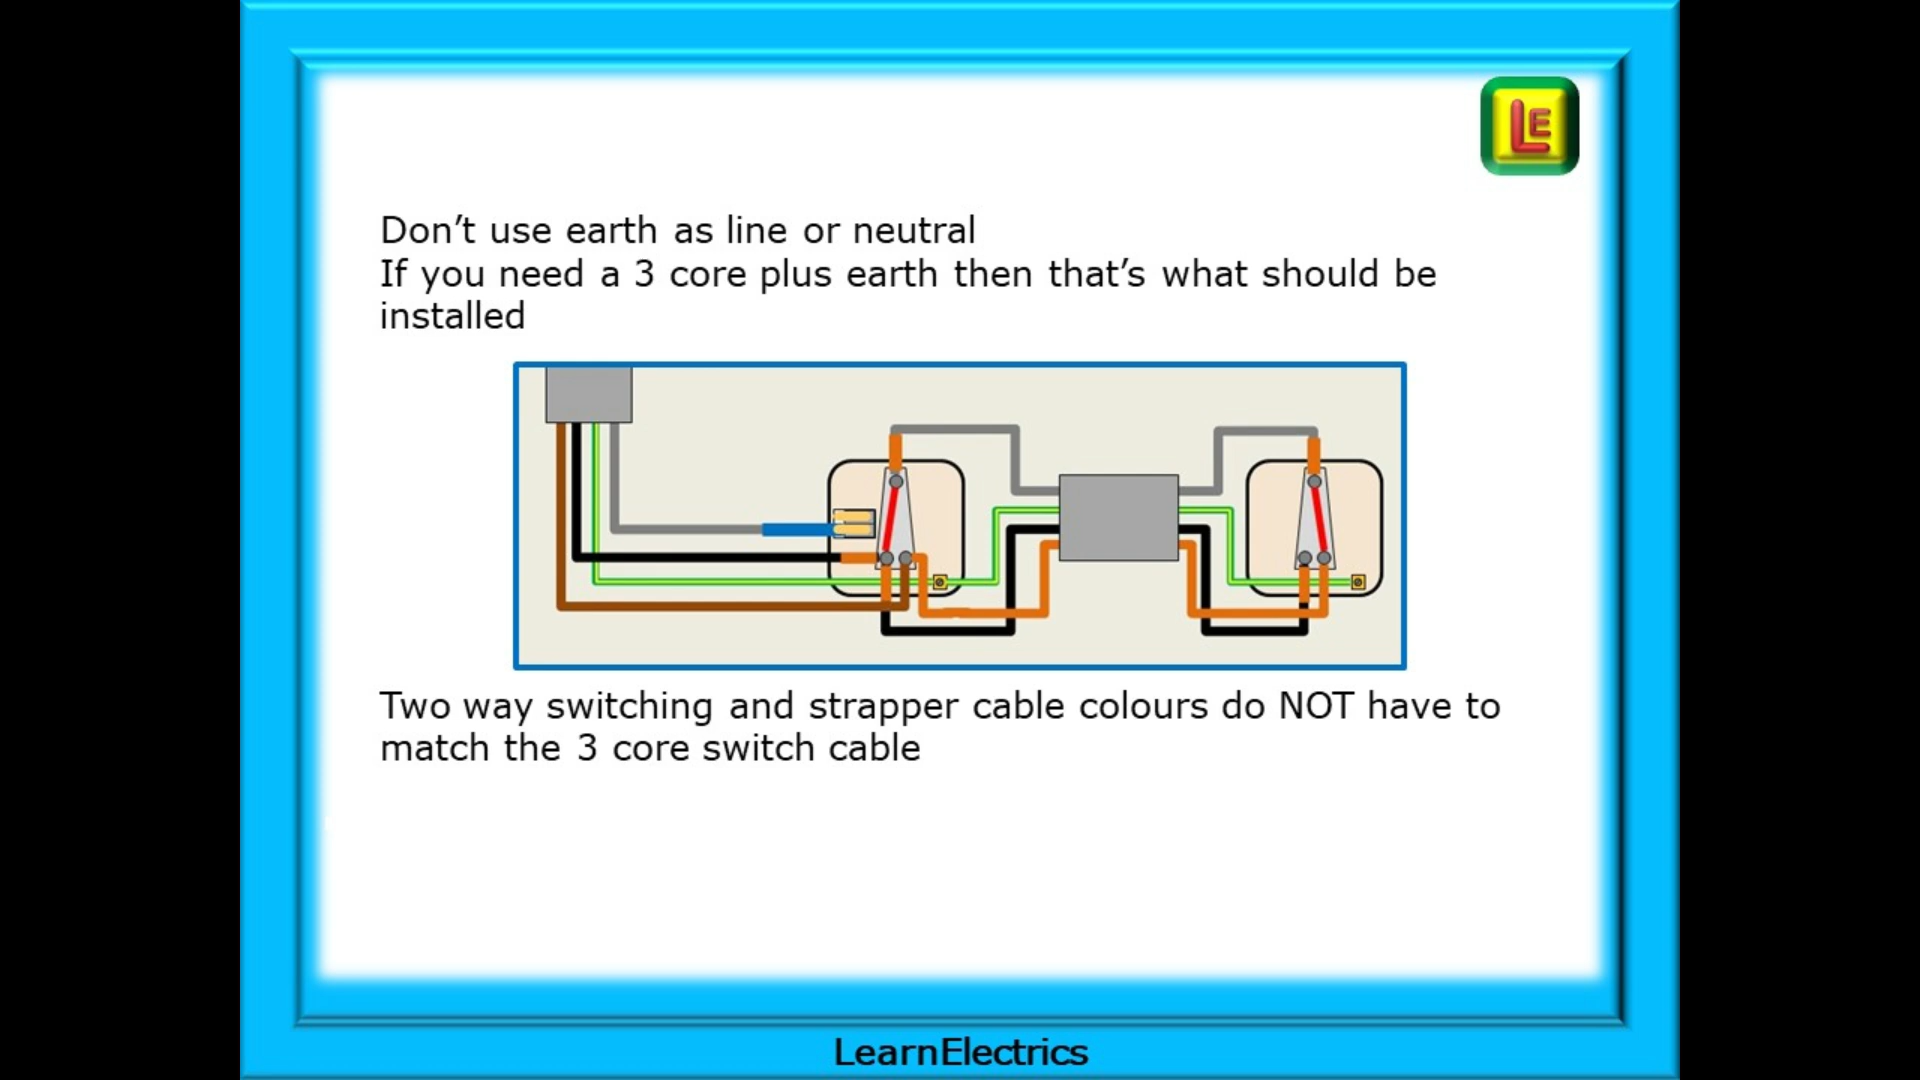 LE
Don’t use earth as line or neutral
If you need a 3 core plus earth then that’s what should be
installed
Two way switching and strapper cable colours do NOT have to
match the 3 core switch cable
LearnElectrics